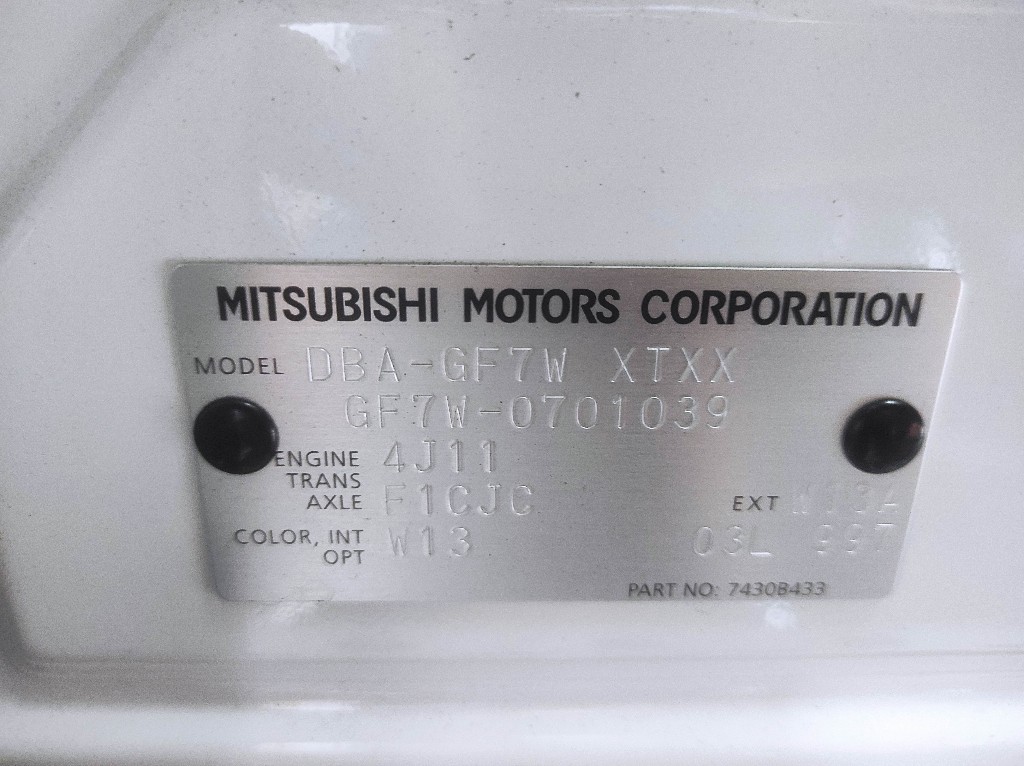 MITSUBISHI MOTORS CORPORATION
MODEL DBA-GF7W XTXX
GF7W-0701039
ENGINE 4J11
TRANS
AXLE F1CJC EXT W13A
COLOR, INT W13 03L 997
OPT
PART NO: 7430B433